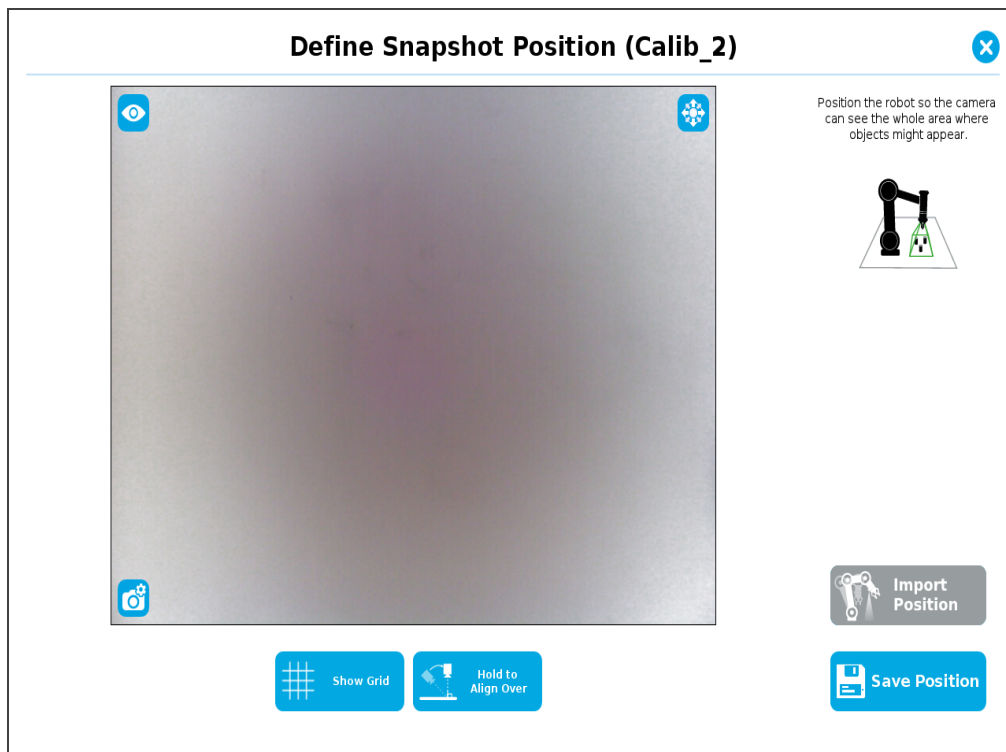 Define Snapshot Position (Calib_2)
Position the robot so the camera
can see the whole area where
objects might appear.
Import
Position
Show Grid
Hold to
Align Over
Save Position